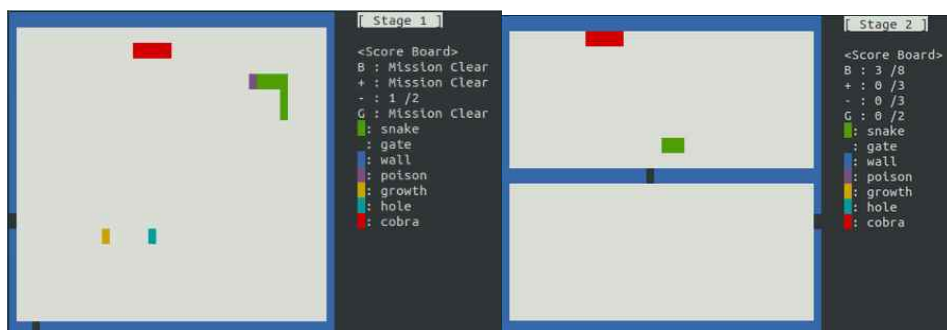 [ Stage 1 ]
<Score Board>
B : Mission Clear
+ : Mission Clear
- : 1 /2
G : Mission Clear
: snake
: gate
: wall
: poison
: growth
: hole
: cobra
[ Stage 2 ]
<Score Board>
B : 3 /8
+ : 0 /3
- : 0 /3
G : 0 /2
: snake
: gate
: wall
: poison
: growth
: hole
: cobra